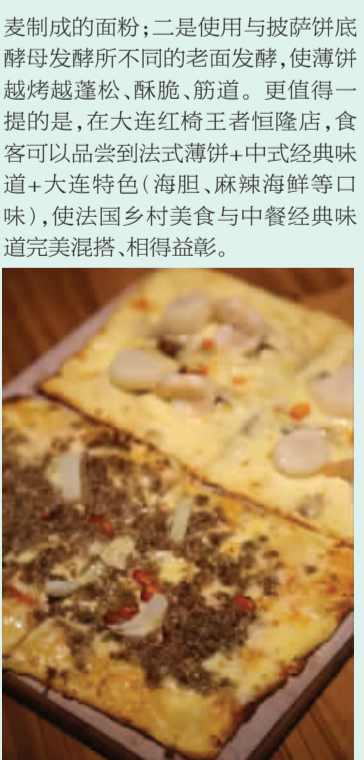 麦制成的面粉;二是使用与披萨饼底
酵母发酵所不同的老面发酵,使薄饼
越烤越蓬松、酥脆、筋道。更值得一
提的是,在大连红椅王者恒隆店,食
客可以品尝到法式薄饼+中式经典味
道+大连特色(海胆、麻辣海鲜等口
味),使法国乡村美食与中餐经典味
道完美混搭、相得益彰。